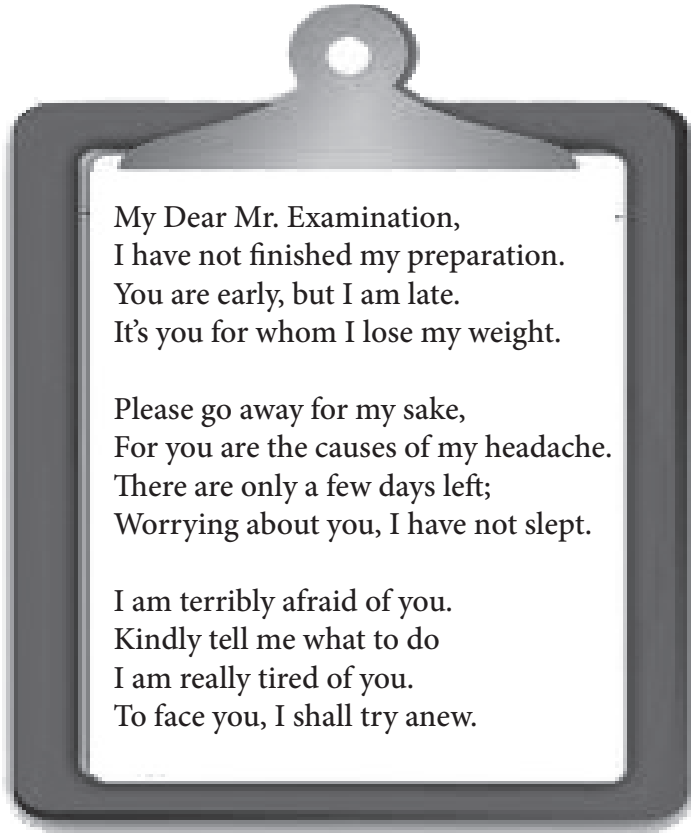 My Dear Mr. Examination,
I have not finished my preparation.
You are early, but I am late.
It's you for whom I lose my weight.
Please go away for my sake,
For you are the causes of my headache.
There are only a few days left;
Worrying about you, I have not slept.
I am terribly afraid of you.
Kindly tell me what to do
I am really tired of you.
To face you, I shall try anew.